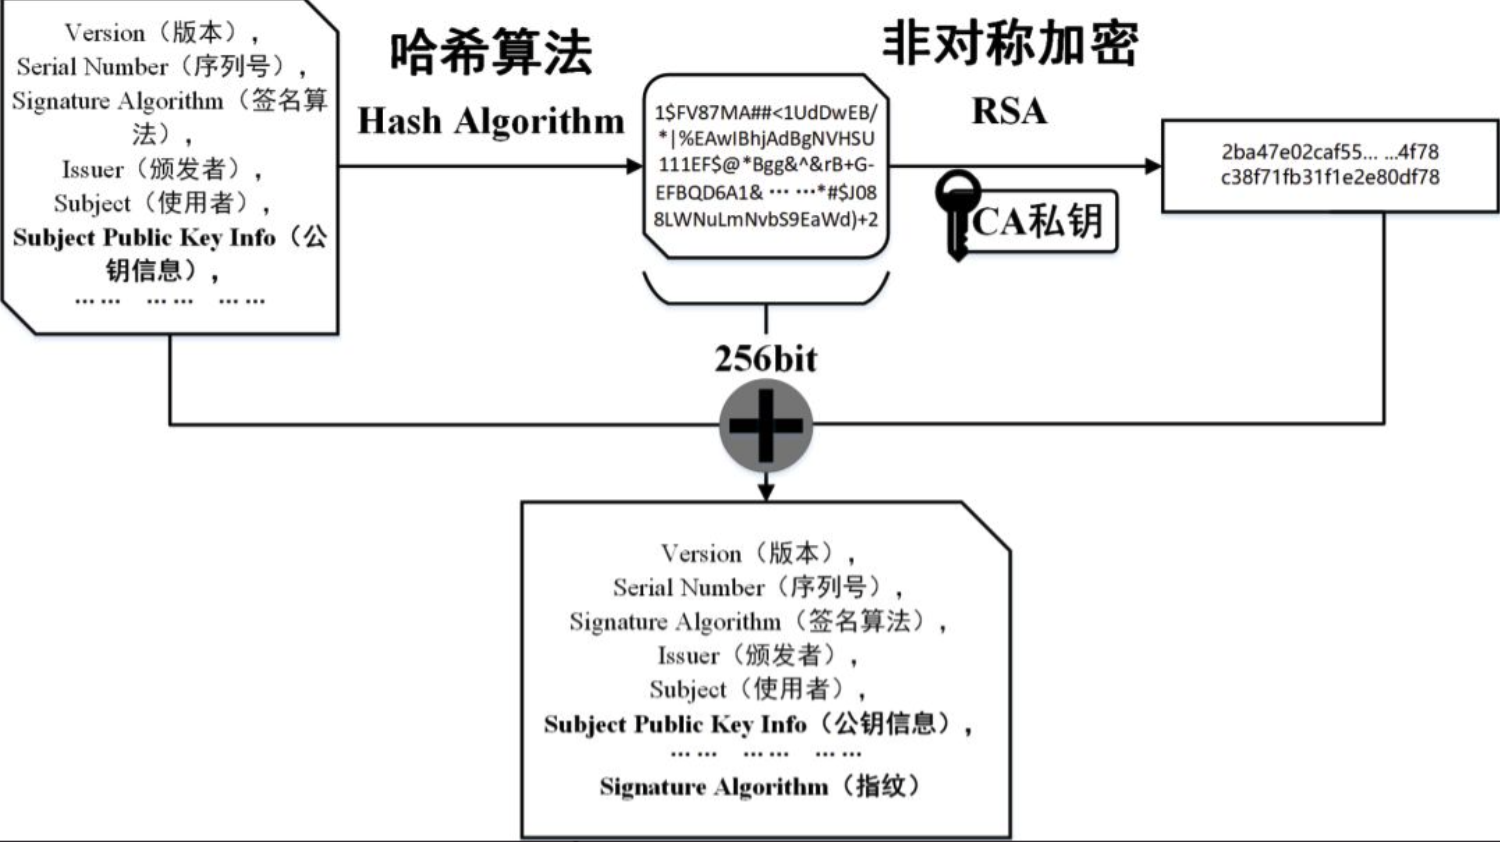 Version（版本），
Serial Number（序列号），
Signature Algorithm（签名算
法），
Issuer（颁发者），
Subject（使用者），
Subject Public Key Info（公
钥信息），
…… …… ……
哈希算法
Hash Algorithm
1$FV87MA##<1UdDwEB/
*|%EAwIBhjAdBgNVHSU
111EF$@*Bgg&^&rB+G-
EFBQD6A1& ··· ···*#$J08
8LWNuLmNvbS9EaWd)+2
非对称加密
RSA
CA私钥
2ba47e02caf55... ...4f78
c38f71fb31f1e2e80df78
256bit
Version（版本），
Serial Number（序列号），
Signature Algorithm（签名算法），
Issuer（颁发者），
Subject（使用者），
Subject Public Key Info（公钥信息），
…… …… ……
Signature Algorithm（指纹）